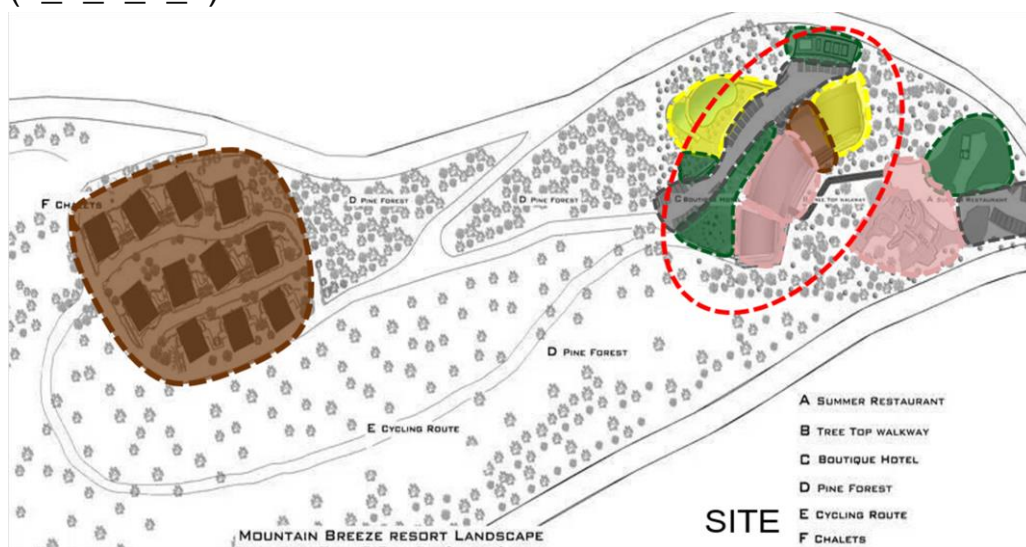 F CHALETS
D PINE FOREST
D PINE FOREST
C BOUTIQUE HOTEL
B TREE TOP WALKWAY
A SUMMER RESTAURANT
D PINE FOREST
E CYCLING ROUTE
A SUMMER RESTAURANT
B TREE TOP WALKWAY
C BOUTIQUE HOTEL
D PINE FOREST
SITE
E CYCLING ROUTE
F CHALETS
MOUNTAIN BREEZE RESORT LANDSCAPE